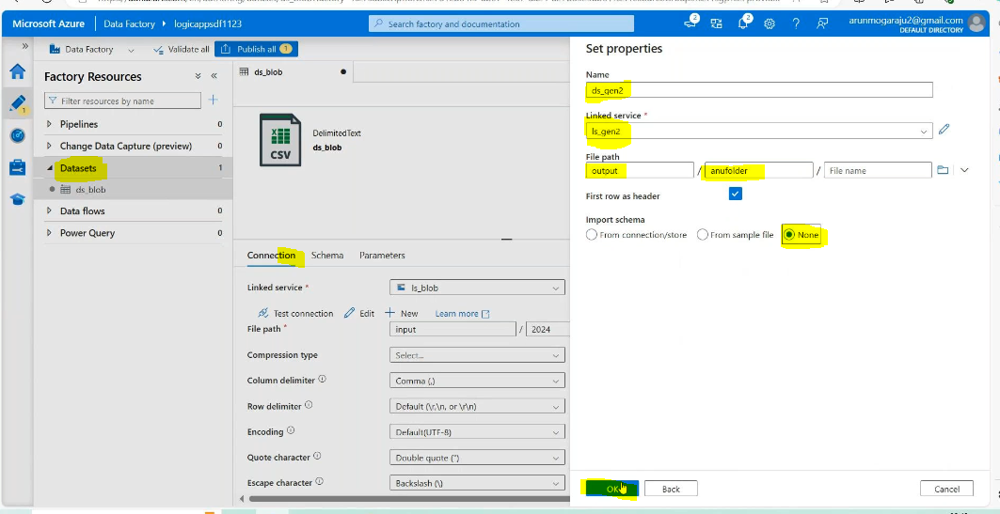 Microsoft Azure
Data Factory
logicappsdf1123
Search factory and documentation
2
2
arunmogaraju2@gmail.com
DEFAULT DIRECTORY
Data Factory
Validate all
Publish all 1
Factory Resources
Filter resources by name
1
Pipelines 0
Change Data Capture (preview) 0
Datasets 1
ds_blob
Data flows 0
Power Query 0
ds_blob
CSV
DelimitedText
ds_blob
Connection Schema Parameters
Linked service *
ls_blob
Test connection Edit New Learn more
File path *
input / 2024
Compression type
Select...
Column delimiter
Comma (,)
Row delimiter
Default (\r,\n, or \r\n)
Encoding
Default(UTF-8)
Quote character
Double quote (")
Escape character
Backslash (\)
Set properties
Name
ds_gen2
Linked service *
ls_gen2
File path
output / anufolder / File name
First row as header
Import schema
From connection/store From sample file None
OK Back Cancel